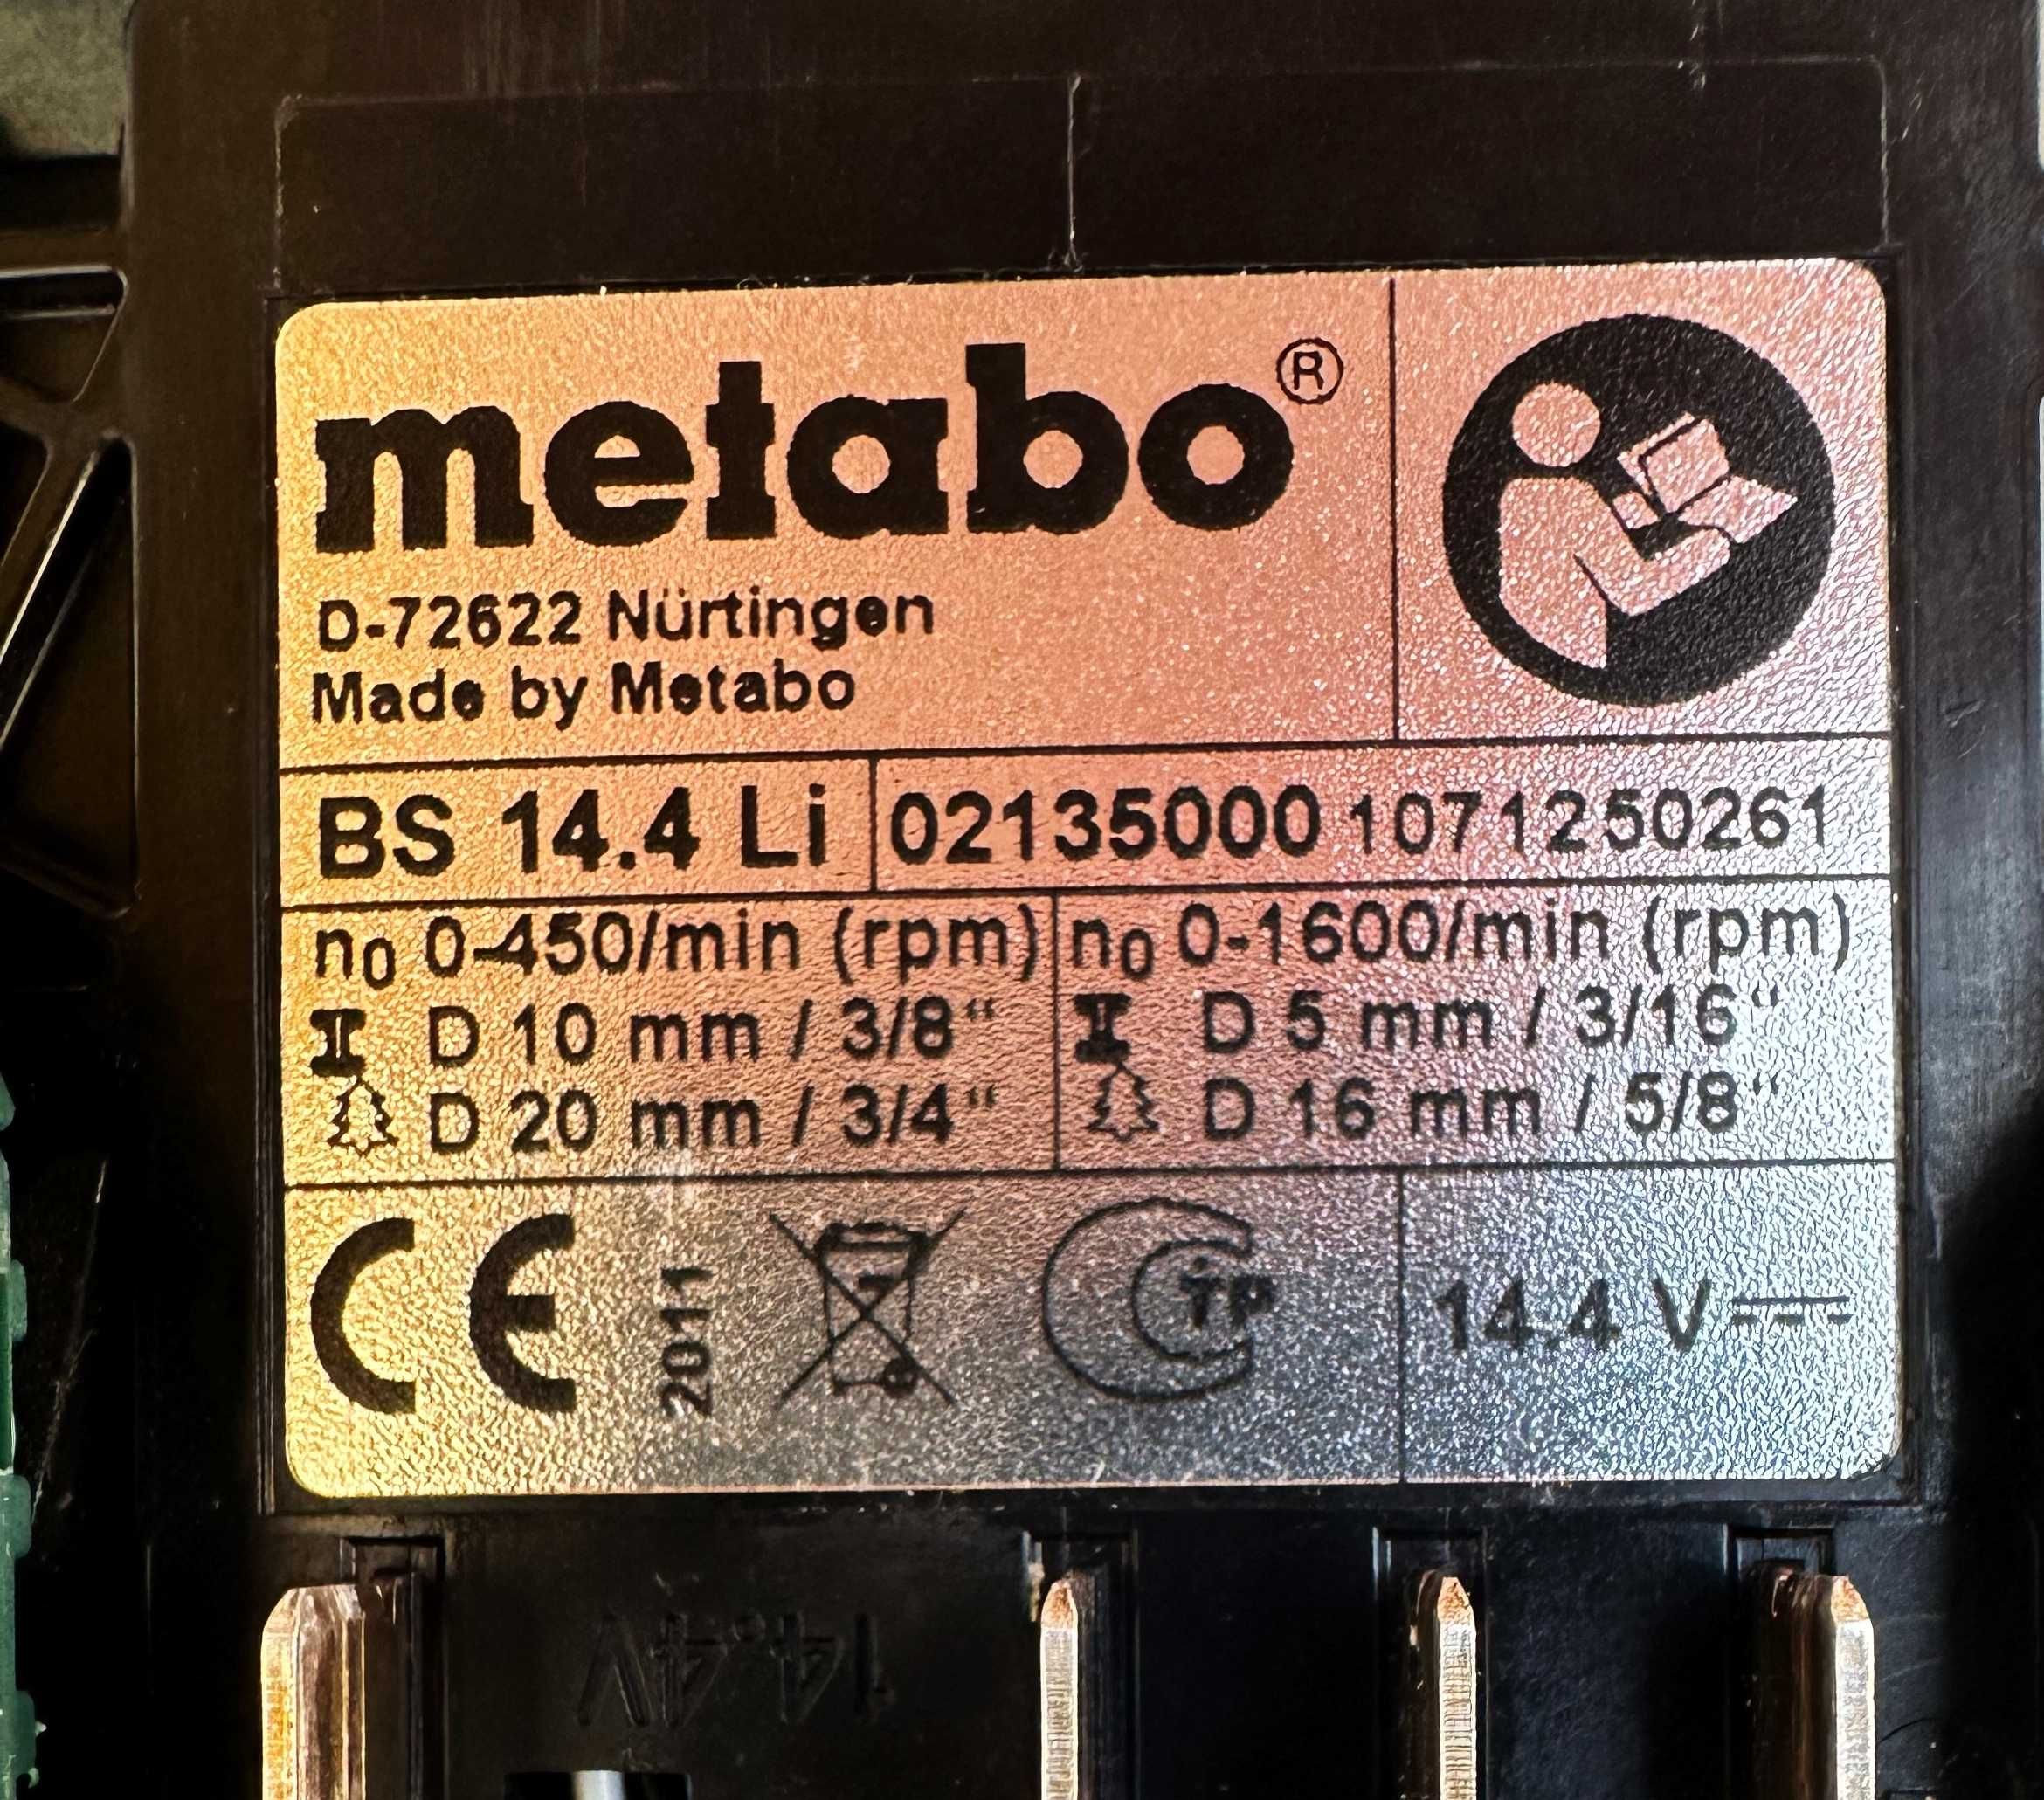 metabo®
D-72622 Nürtingen
Made by Metabo
BS 14.4 Li
02135000 1071250261
n0 0-450/min (rpm)
D 10 mm / 3/8“
D 20 mm / 3/4“
n0 0-1600/min (rpm)
D 5 mm / 3/16“
D 16 mm / 5/8“
CE
2011
TP
14.4 V
14.4V